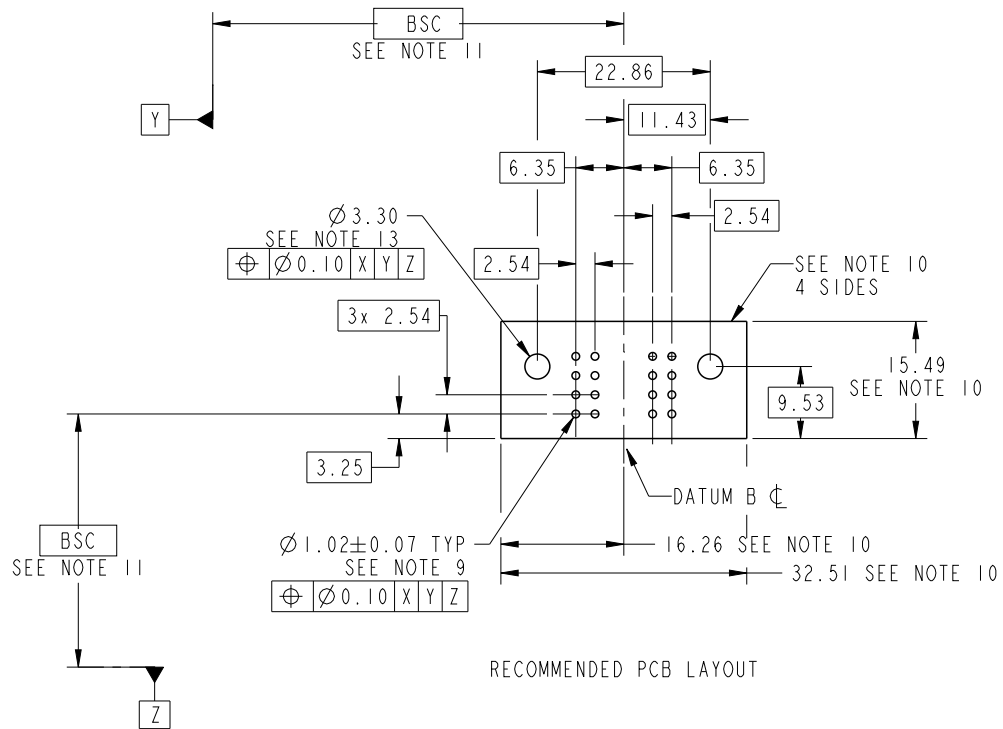 BSC
SEE NOTE 11
22.86
Y
11.43
6.35
6.35
Ø3.30
SEE NOTE 13
⌖ Ø0.10 X Y Z
2.54
2.54
SEE NOTE 10
4 SIDES
3x 2.54
15.49
SEE NOTE 10
9.53
3.25
DATUM B ℄
BSC
SEE NOTE 11
Ø1.02±0.07 TYP
SEE NOTE 9
⌖ Ø0.10 X Y Z
16.26 SEE NOTE 10
32.51 SEE NOTE 10
RECOMMENDED PCB LAYOUT
Z